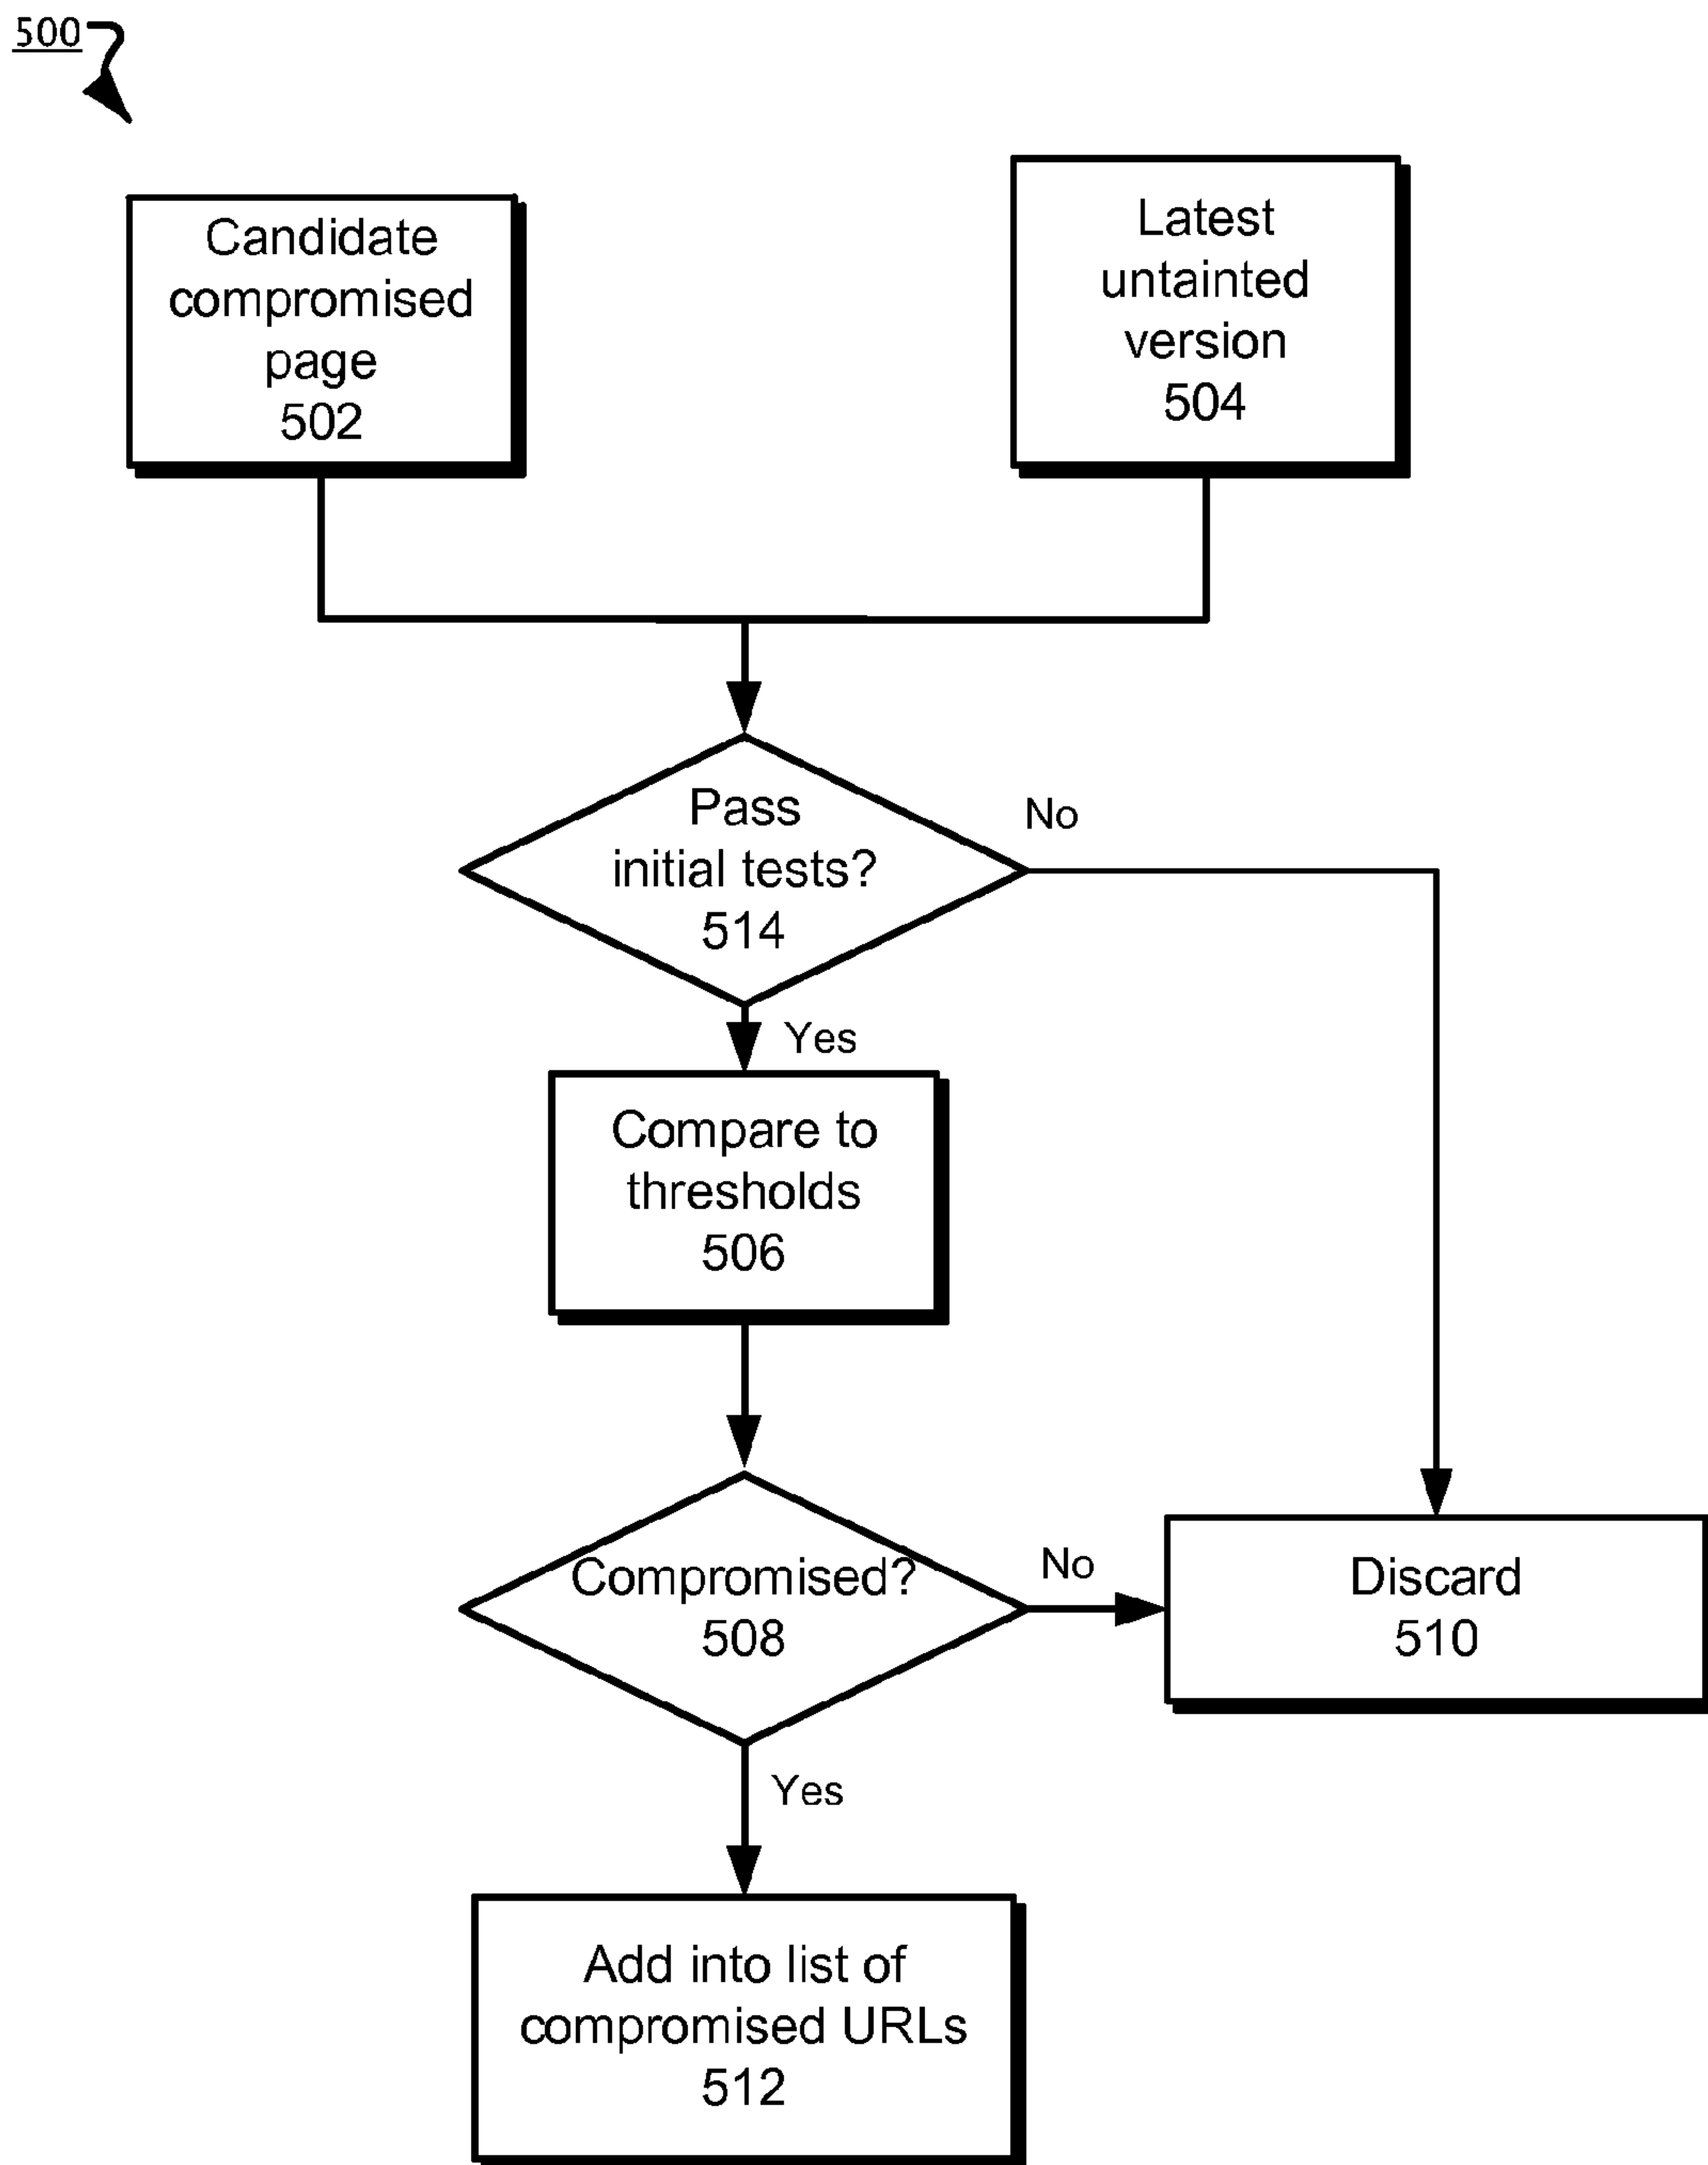 500
Candidate
compromised
page
502
Latest
untainted
version
504
Pass
initial tests?
514
No
Yes
Compare to
thresholds
506
Compromised?
508
No
Discard
510
Yes
Add into list of
compromised URLs
512